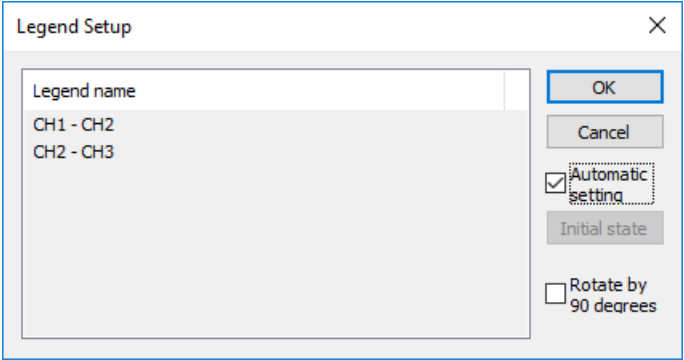 Legend Setup
Legend name
CH1 - CH2
CH2 - CH3
OK
Cancel
Automatic
setting
Initial state
Rotate by
90 degrees